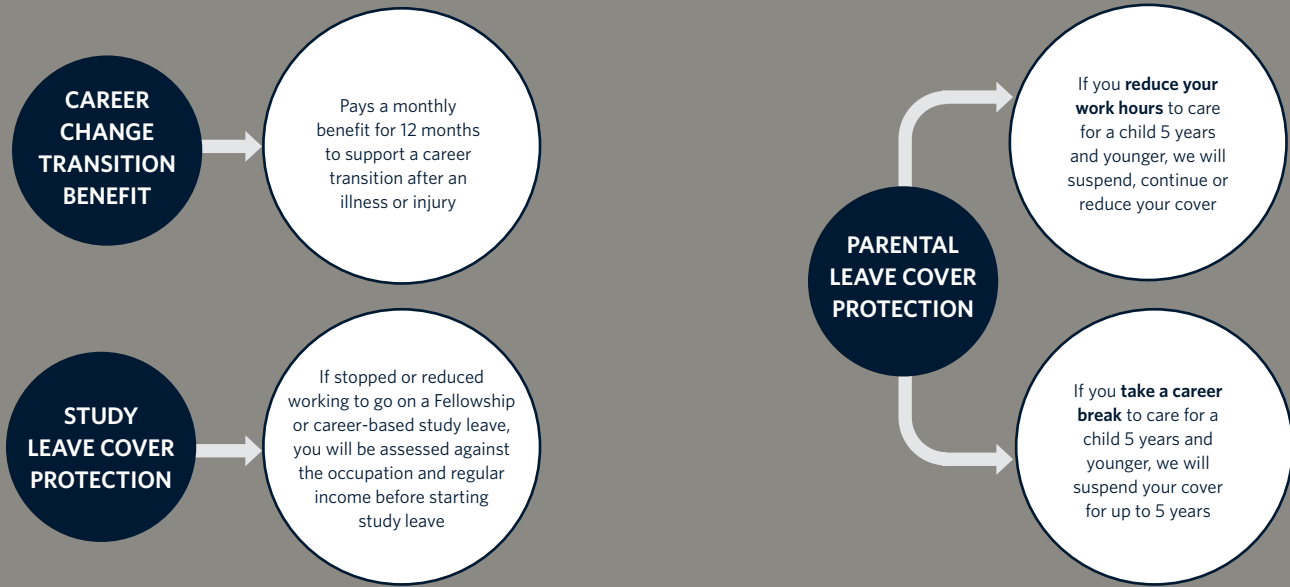 CAREER
CHANGE
TRANSITION
BENEFIT
Pays a monthly
benefit for 12 months
to support a career
transition after an
illness or injury
STUDY
LEAVE COVER
PROTECTION
If stopped or reduced
working to go on a Fellowship
or career-based study leave,
you will be assessed against
the occupation and regular
income before starting
study leave
PARENTAL
LEAVE COVER
PROTECTION
If you reduce your
work hours to care
for a child 5 years
and younger, we will
suspend, continue or
reduce your cover
If you take a career
break to care for a
child 5 years and
younger, we will
suspend your cover
for up to 5 years